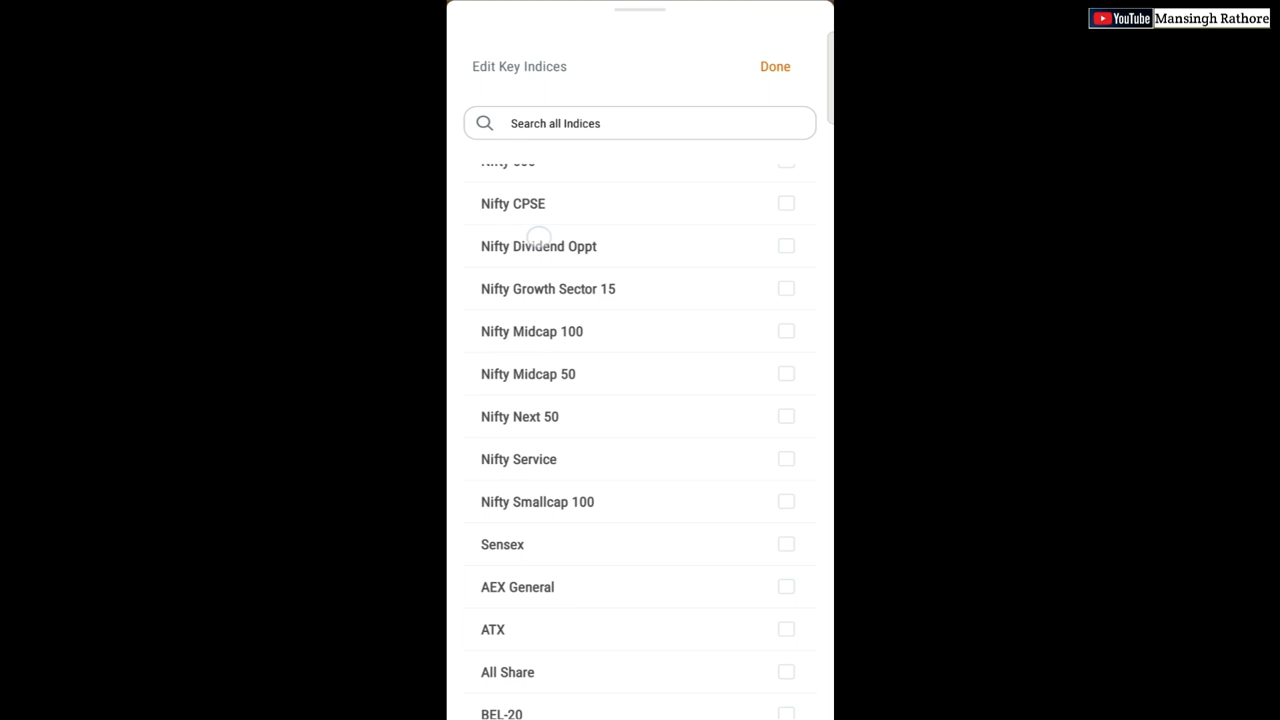 YouTube Mansingh Rathore
Edit Key Indices
Done
Search all Indices
Nifty CPSE
Nifty Dividend Oppt
Nifty Growth Sector 15
Nifty Midcap 100
Nifty Midcap 50
Nifty Next 50
Nifty Service
Nifty Smallcap 100
Sensex
AEX General
ATX
All Share
BEL-20